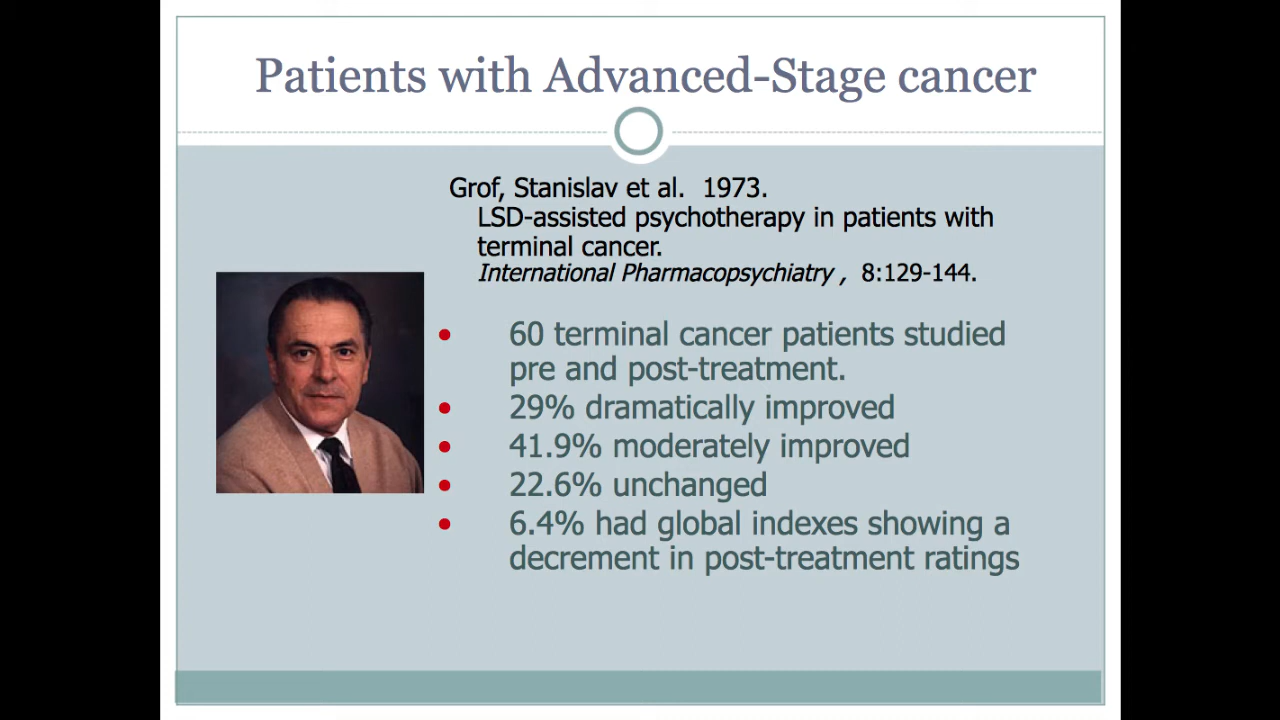 Patients with Advanced-Stage cancer
Grof, Stanislav et al.  1973.
LSD-assisted psychotherapy in patients with
terminal cancer.
International Pharmacopsychiatry ,  8:129-144.
• 60 terminal cancer patients studied
pre and post-treatment.
• 29% dramatically improved
• 41.9% moderately improved
• 22.6% unchanged
• 6.4% had global indexes showing a
decrement in post-treatment ratings